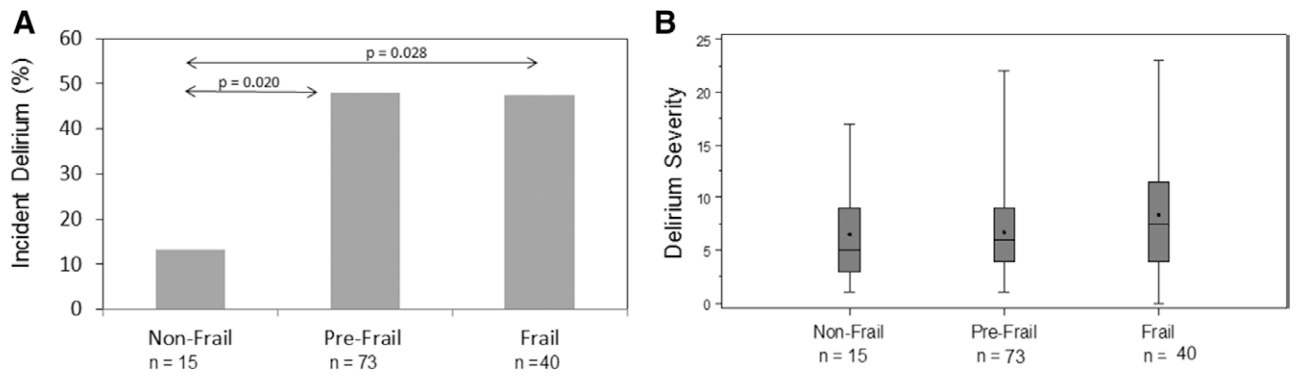 A
Incident Delirium (%)
60
50
40
30
20
10
0
p = 0.028
p = 0.020
Non-Frail
n = 15
Pre-Frail
n = 73
Frail
n =40
B
Delirium Severity
25
20
15
10
5
0
Non-Frail
n = 15
Pre-Frail
n = 73
Frail
n = 40